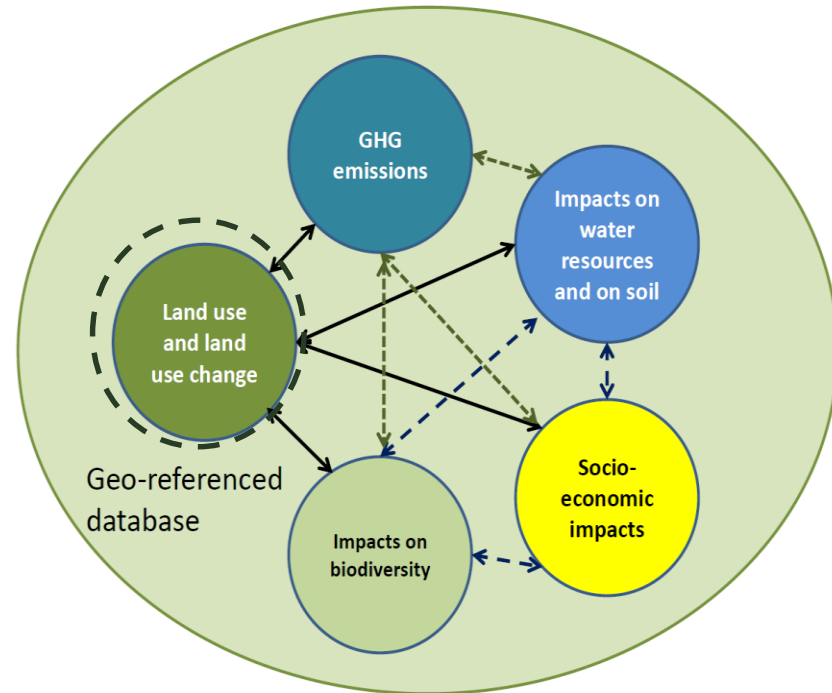 GHG
emissions
Impacts on
water
resources
and on soil
Land use
and land
use change
Geo-referenced
database
Socio-
economic
impacts
Impacts on
biodiversity